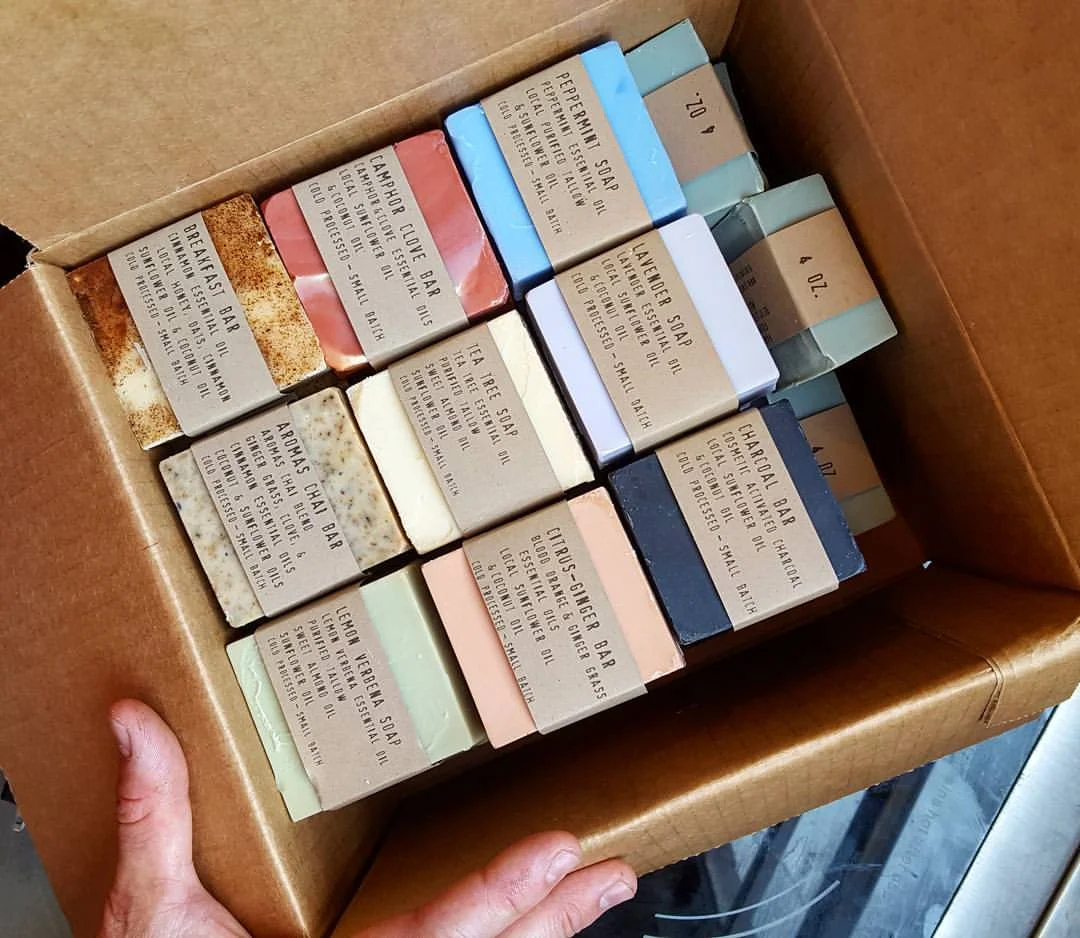 BREAKFAST BAR
CINNAMON ESSENTIAL OIL
LOCAL HONEY, OATS, CINNAMON
SUNFLOWER OIL & COCONUT OIL
COLD PROCESSED—SMALL BATCH
CAMPHOR CLOVE BAR
CAMPHOR & CLOVE ESSENTIAL OILS
LOCAL SUNFLOWER OIL
& COCONUT OIL
COLD PROCESSED—SMALL BATCH
PEPPERMINT SOAP
PEPPERMINT ESSENTIAL OIL
LOCAL PURIFIED TALLOW
& SUNFLOWER OIL
COLD PROCESSED—SMALL BATCH
4 OZ.
AROMAS CHAI BAR
AROMAS CHAI BLEND
GINGER GRASS, CLOVE, &
CINNAMON ESSENTIAL OILS
COCONUT & SUNFLOWER OILS
COLD PROCESSED—SMALL BATCH
TEA TREE SOAP
TEA TREE ESSENTIAL OIL
PURIFIED TALLOW
SWEET ALMOND OIL
SUNFLOWER OIL
COLD PROCESSED—SMALL BATCH
LAVENDER SOAP
LAVENDER ESSENTIAL OIL
LOCAL SUNFLOWER OIL
& COCONUT OIL
COLD PROCESSED—SMALL BATCH
4 OZ.
LEMON VERBENA SOAP
LEMON VERBENA ESSENTIAL OIL
PURIFIED TALLOW
SWEET ALMOND OIL
SUNFLOWER OIL
COLD PROCESSED—SMALL BATCH
CITRUS-GINGER BAR
BLOOD ORANGE & GINGER GRASS
ESSENTIAL OILS
LOCAL SUNFLOWER OIL
& COCONUT OIL
COLD PROCESSED—SMALL BATCH
CHARCOAL BAR
COSMETIC ACTIVATED CHARCOAL
LOCAL SUNFLOWER OIL
& COCONUT OIL
COLD PROCESSED—SMALL BATCH
4 OZ